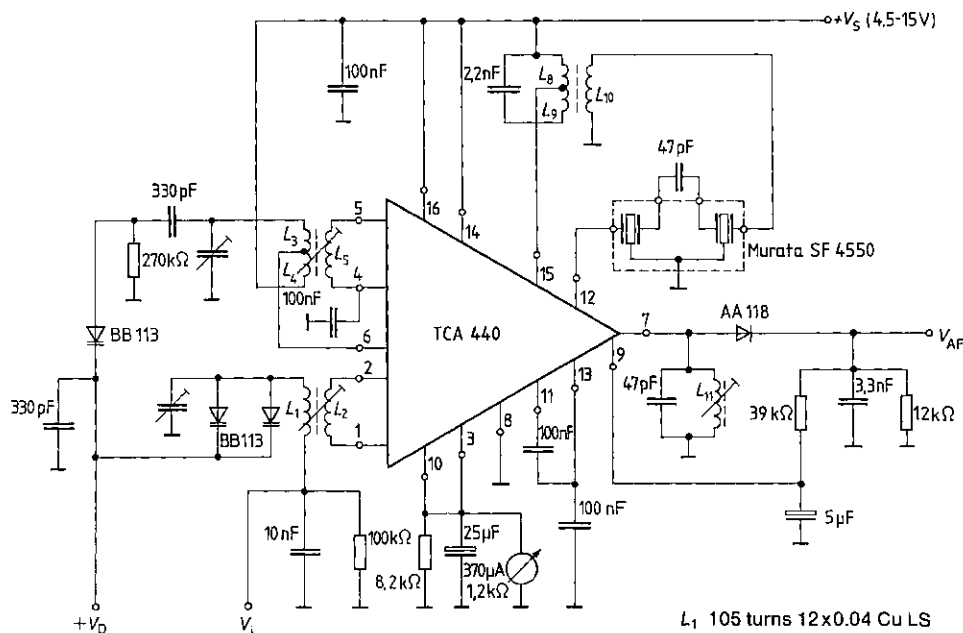 +VS (4.5-15V)
100nF
2,2nF
L8
L9
L10
47pF
330pF
5
16
14
L3
L4
L5
270kΩ
4
15
Murata SF 4550
100nF
12
BB 113
6
TCA 440
7
AA 118
VAF
2
9
13
330pF
L1
L2
11
47pF
L11
3,3nF
BB113
39kΩ
12kΩ
1
3
8
100nF
10
10nF
100kΩ
25µF
100nF
5µF
8,2kΩ
370µA
1,2kΩ
+VD
Vi
L1 105 turns 12x0.04 Cu LS